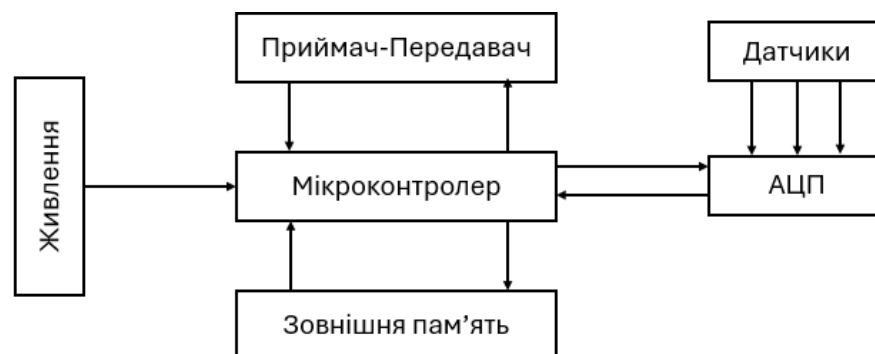 Приймач-Передавач
Датчики
Живлення
Мікроконтролер
АЦП
Зовнішня пам’ять